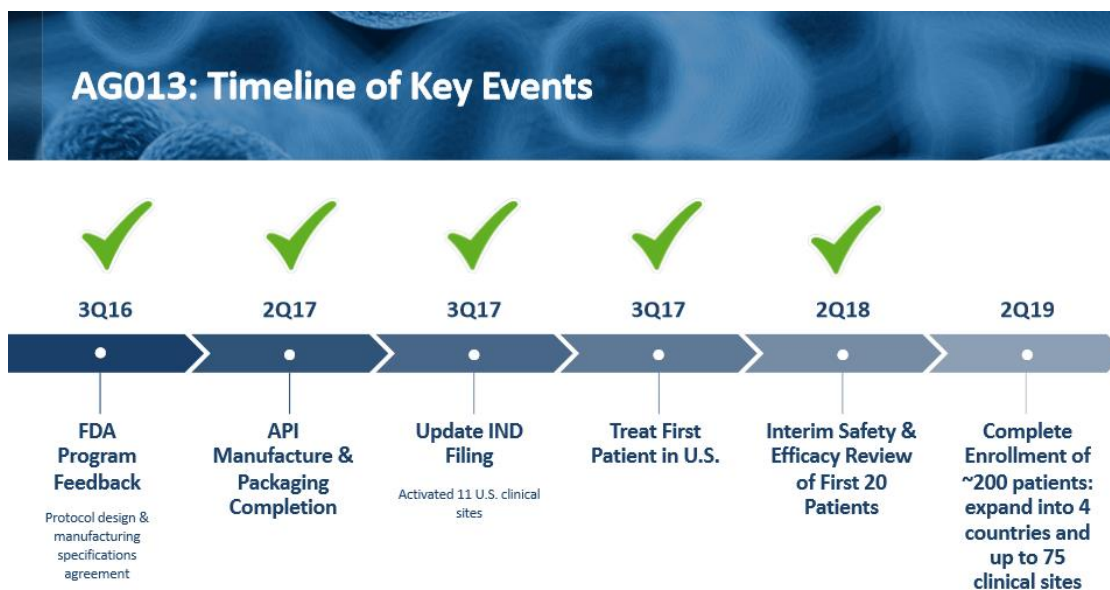 AG013: Timeline of Key Events
3Q16
2Q17
3Q17
3Q17
2Q18
2Q19
FDA
Program
Feedback
Protocol design &
manufacturing
specifications
agreement
API
Manufacture &
Packaging
Completion
Update IND
Filing
Activated 11 U.S. clinical
sites
Treat First
Patient in U.S.
Interim Safety &
Efficacy Review
of First 20
Patients
Complete
Enrollment of
~200 patients:
expand into 4
countries and
up to 75
clinical sites